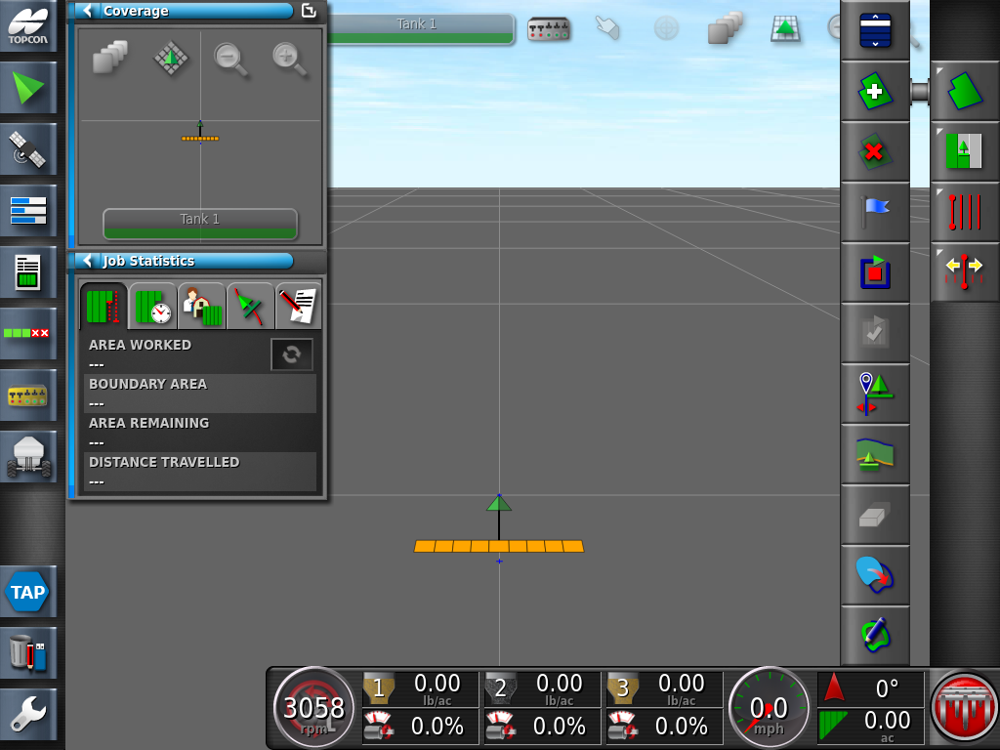 TOPCON
Coverage
Tank 1
Tank 1
Job Statistics
AREA WORKED
---
BOUNDARY AREA
---
AREA REMAINING
---
DISTANCE TRAVELLED
---
TAP
3058
rpm
1
0.00
lb/ac
0.0%
2
0.00
lb/ac
0.0%
3
0.00
lb/ac
0.0%
0.0
mph
0°
0.00
ac